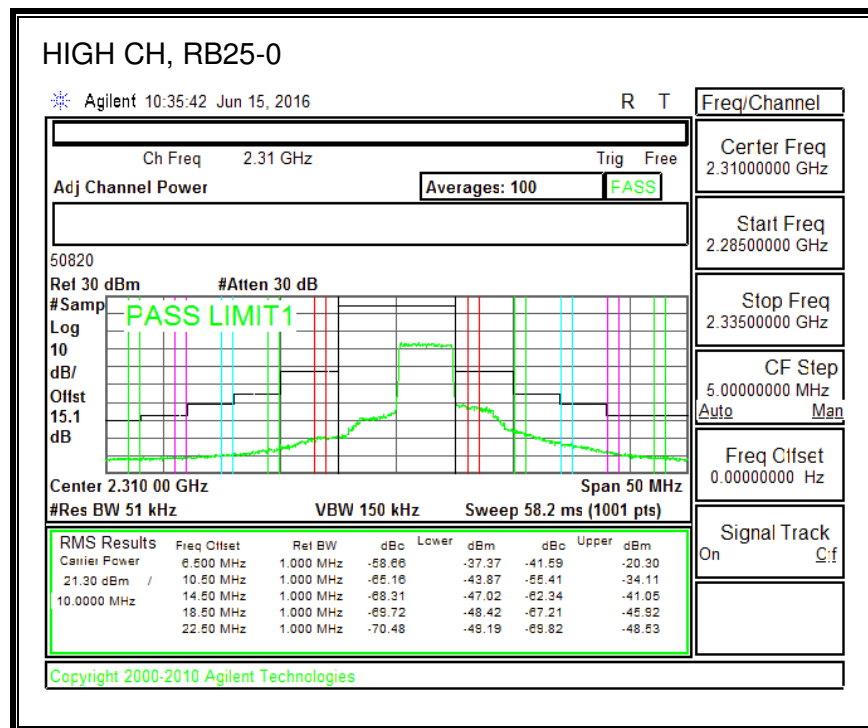 HIGH CH, RB25-0
Agilent 10:35:42 Jun 15, 2016 R T
Freq/Channel
Ch Freq 2.31 GHz Trig Free
Adj Channel Power Averages: 100 PASS
50820
Ref 30 dBm #Atten 30 dB
#Samp
Log
10
dB/
Offst
15.1
dB
PASS LIMIT1
Center 2.310 00 GHz Span 50 MHz
#Res BW 51 kHz VBW 150 kHz Sweep 58.2 ms (1001 pts)
RMS Results Freq Offset Ref BW dBc Lower dBm dBc Upper dBm
Carrier Power 6.500 MHz 1.000 MHz -58.66 -37.37 -41.59 -20.30
21.30 dBm / 10.50 MHz 1.000 MHz -65.16 -43.87 -55.41 -34.11
10.0000 MHz 14.50 MHz 1.000 MHz -68.31 -47.02 -62.34 -41.05
18.50 MHz 1.000 MHz -69.72 -48.42 -67.21 -45.92
22.50 MHz 1.000 MHz -70.48 -49.19 -69.82 -48.53
Center Freq
2.31000000 GHz
Start Freq
2.28500000 GHz
Stop Freq
2.33500000 GHz
CF Step
5.00000000 MHz
Auto Man
Freq Offset
0.00000000 Hz
Signal Track
On Off
Copyright 2000-2010 Agilent Technologies